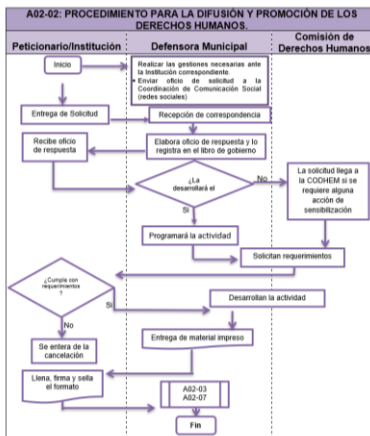 A02-02: PROCEDIMIENTO PARA LA DIFUSIÓN Y PROMOCIÓN DE LOS
DERECHOS HUMANOS.
Peticionario/Institución
Defensora Municipal
Comisión de
Derechos Humanos
Inicio
Realizar las gestiones necesarias ante
la Institución correspondiente.
Enviar oficio de solicitud a la
Coordinación de Comunicación Social
(redes sociales)
Entrega de Solicitud
Recepción de correspondencia
Recibe oficio
de respuesta
Elabora oficio de respuesta y lo
registra en el libro de gobierno
¿La
desarrollará el
No
La solicitud llega a
la CODHEM si se
requiere alguna
acción de
sensibilización
Si
Programará la actividad
Solicitan requerimientos
¿Cumple con
requerimientos
?
Si
Desarrollan la actividad
No
Entrega de material impreso
Se entera de la
cancelación
Llena, firma y sella
el formato
A02-03
A02-07
Fin